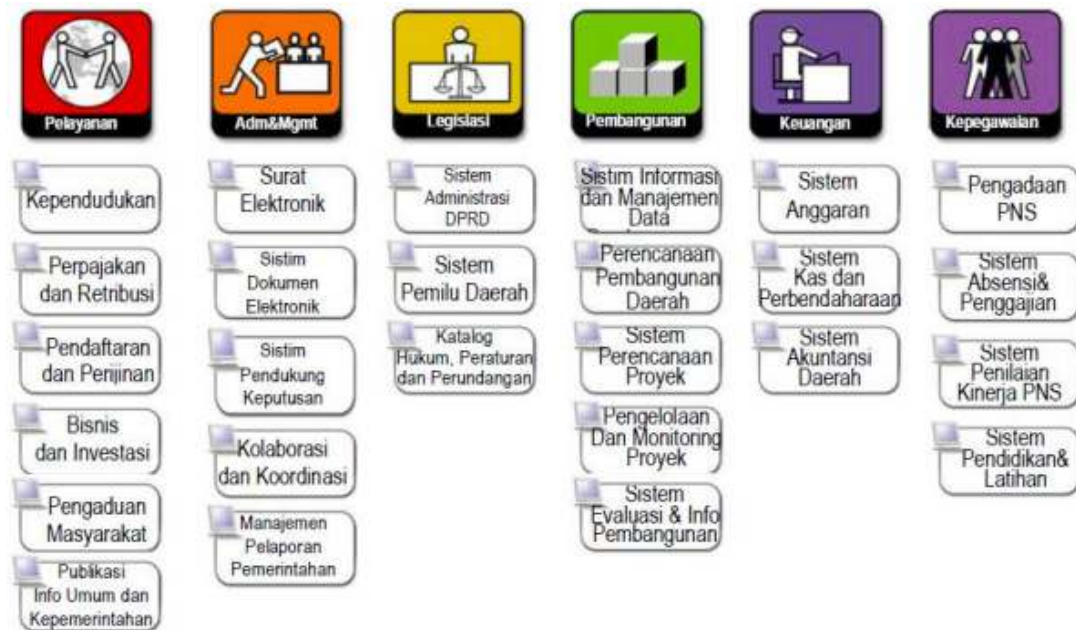 Pelayanan
Adm&Mgmt
Legislasi
Pembangunan
Keuangan
Kepegawaian
Kependudukan
Perpajakan
dan Retribusi
Pendaftaran
dan Perijinan
Bisnis
dan Investasi
Pengaduan
Masyarakat
Publikasi
Info Umum dan
Kepemerintahan
Surat
Elektronik
Sistim
Dokumen
Elektronik
Sistim
Pendukung
Keputusan
Kolaborasi
dan Koordinasi
Manajemen
Pelaporan
Pemerintahan
Sistem
Administrasi
DPRD
Sistem
Pemilu Daerah
Katalog
Hukum, Peraturan
dan Perundangan
Sistim Informasi
dan Manajemen
Data
Perencanaan
Pembangunan
Daerah
Sistem
Perencanaan
Proyek
Pengelolaan
Dan Monitoring
Proyek
Sistem
Evaluasi & Info
Pembangunan
Sistem
Anggaran
Sistem
Kas dan
Perbendaharaan
Sistem
Akuntansi
Daerah
Pengadaan
PNS
Sistem
Absensi&
Penggajian
Sistem
Penilaian
Kinerja PNS
Sistem
Pendidikan&
Latihan